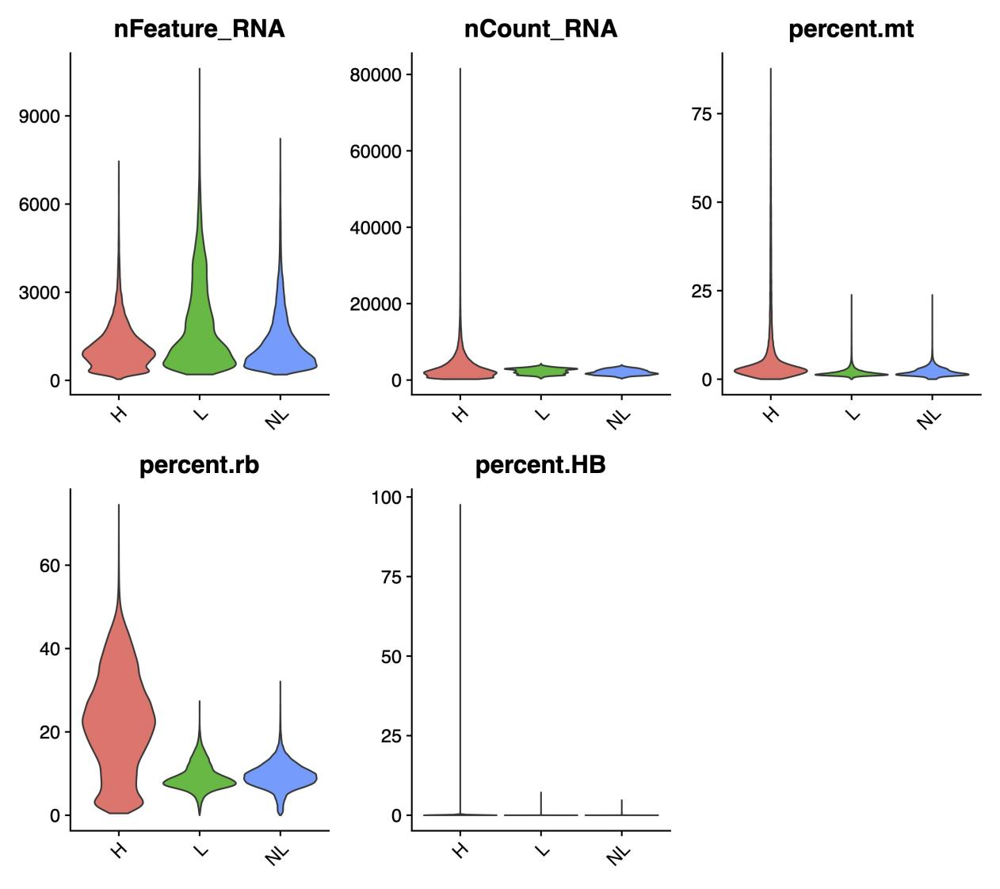 nFeature_RNA
9000
6000
3000
0
H
L
NL
nCount_RNA
80000
60000
40000
20000
0
H
L
NL
percent.mt
75
50
25
0
H
L
NL
percent.rb
60
40
20
0
H
L
NL
percent.HB
100
75
50
25
0
H
L
NL